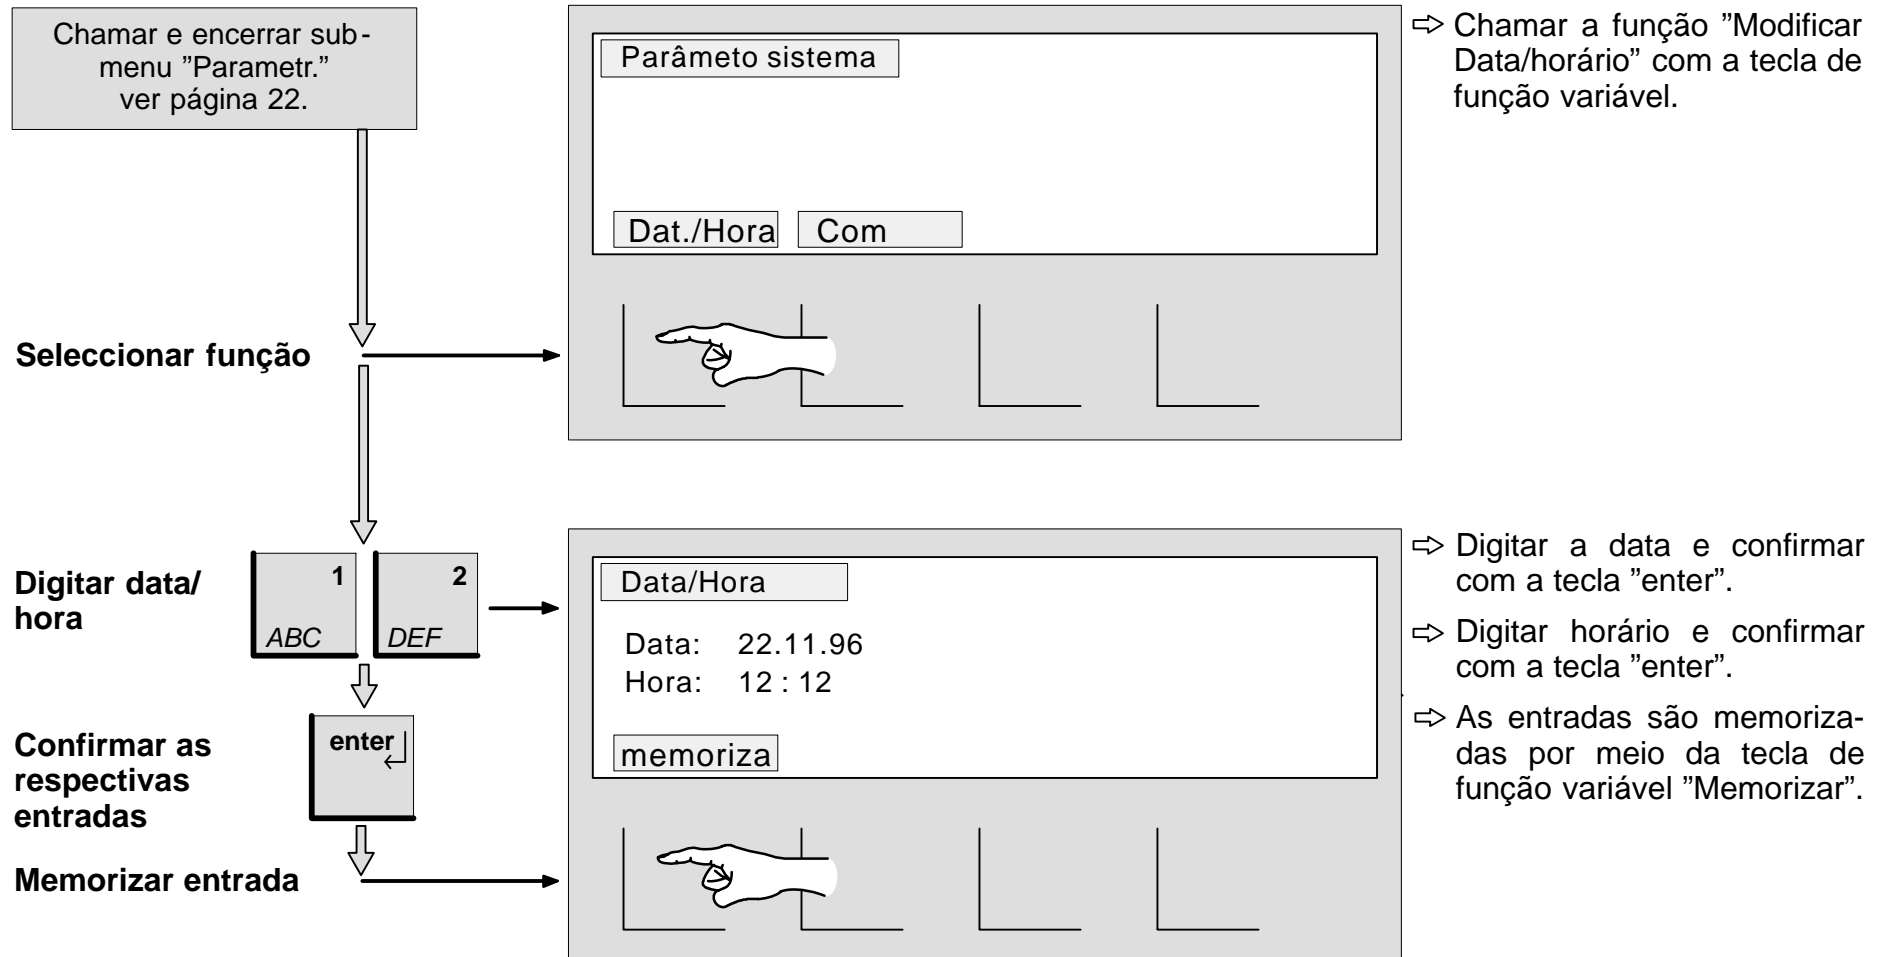 Chamar e encerrar sub-
menu ”Parametr.”
ver página 22.
Parâmeto sistema
Dat./Hora Com
⇨ Chamar a função ”Modificar
Data/horário” com a tecla de
função variável.
Seleccionar função
Digitar data/
hora
1
ABC
2
DEF
Data/Hora
Data: 22.11.96
Hora: 12 : 12
memoriza
⇨ Digitar a data e confirmar
com a tecla ”enter”.
⇨ Digitar horário e confirmar
com a tecla ”enter”.
⇨ As entradas são memoriza-
das por meio da tecla de
função variável ”Memorizar”.
Confirmar as
respectivas
entradas
enter
Memorizar entrada